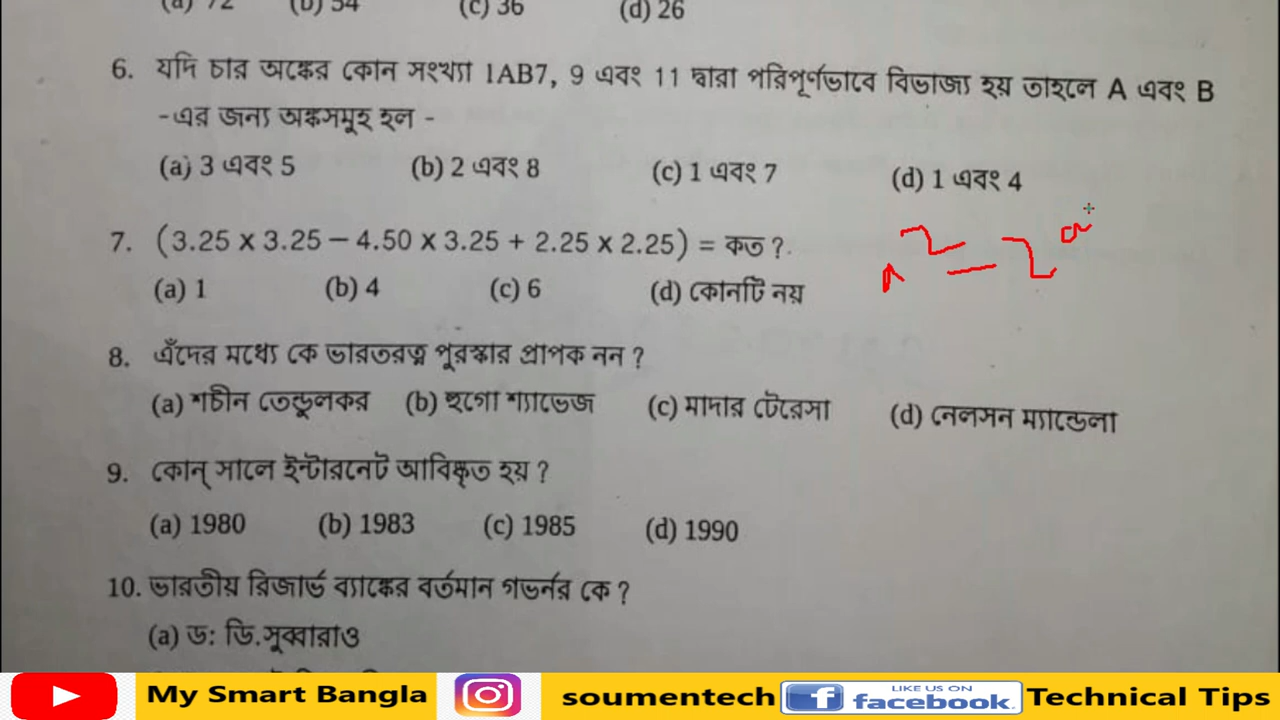 (a) 72 (b) 54 (c) 36 (d) 26
6. যদি চার অঙ্কের কোন সংখ্যা 1AB7, 9 এবং 11 দ্বারা পরিপূর্ণভাবে বিভাজ্য হয় তাহলে A এবং B
-এর জন্য অঙ্কসমূহ হল -
(a) 3 এবং 5 (b) 2 এবং 8 (c) 1 এবং 7 (d) 1 এবং 4
7. (3.25 x 3.25 – 4.50 x 3.25 + 2.25 x 2.25) = কত ?
(a) 1 (b) 4 (c) 6 (d) কোনটি নয়
8. এঁদের মধ্যে কে ভারতরত্ন পুরস্কার প্রাপক নন ?
(a) শচীন তেন্ডুলকর (b) হুগো শ্যাভেজ (c) মাদার টেরেসা (d) নেলসন ম্যান্ডেলা
9. কোন্ সালে ইন্টারনেট আবিষ্কৃত হয় ?
(a) 1980 (b) 1983 (c) 1985 (d) 1990
10. ভারতীয় রিজার্ভ ব্যাঙ্কের বর্তমান গভর্নর কে ?
(a) ড: ডি.সুব্বারাও
My Smart Bangla soumentech LIKE US ON facebook. Technical Tips